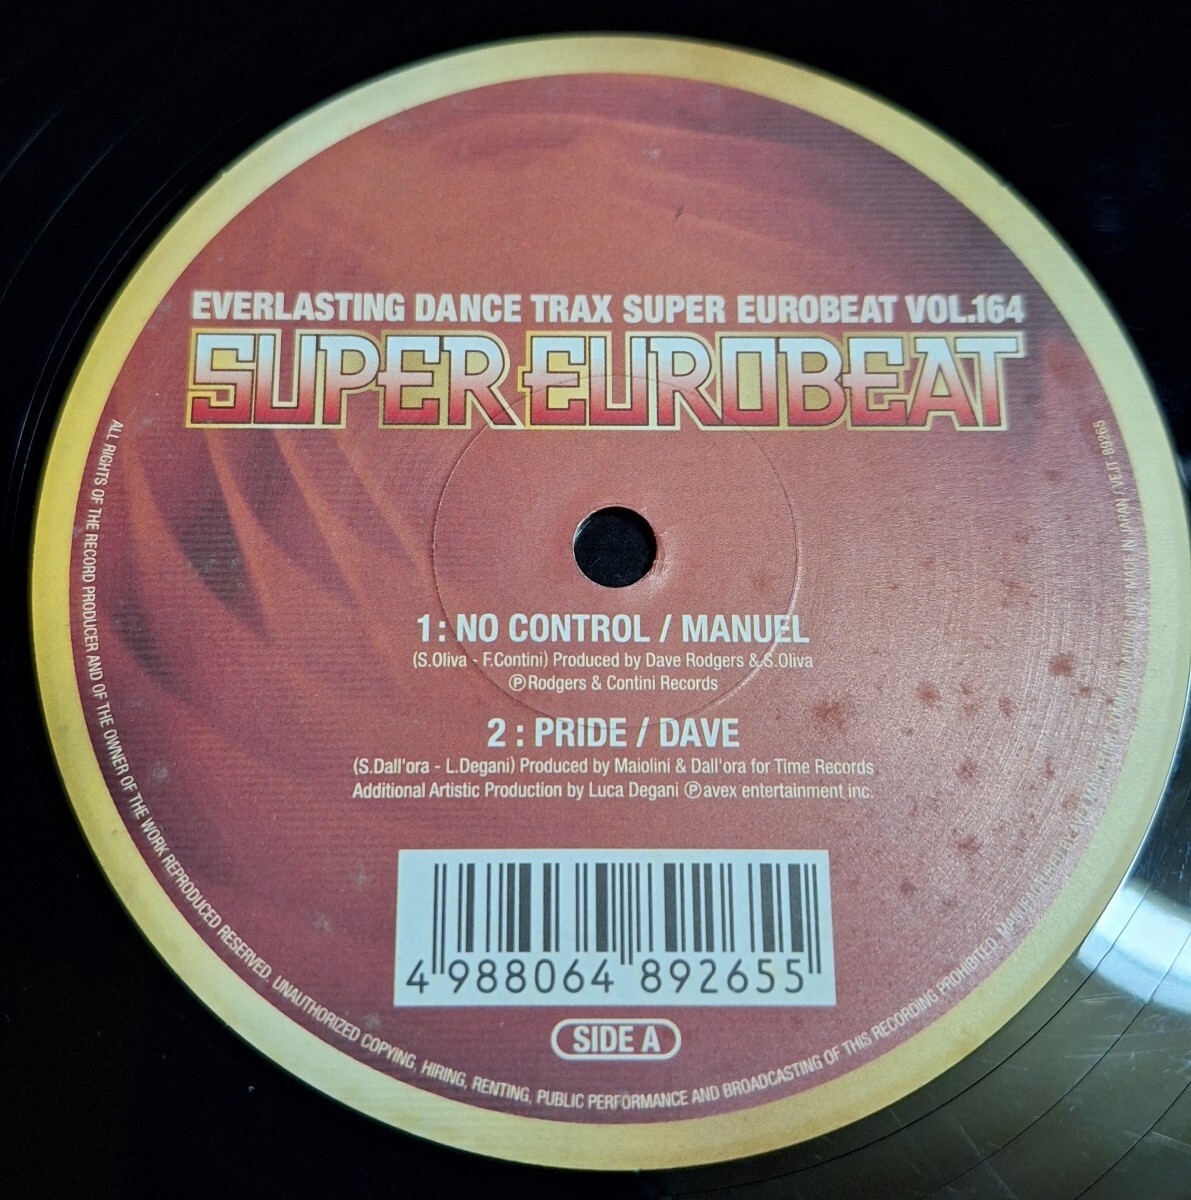 EVERLASTING DANCE TRAX SUPER EUROBEAT VOL.164
SUPER EUROBEAT
1 : NO CONTROL / MANUEL
(S.Oliva - F.Contini) Produced by Dave Rodgers & S.Oliva
ⓅRodgers & Contini Records
2 : PRIDE / DAVE
(S.Dall'ora - L.Degani) Produced by Maiolini & Dall'ora for Time Records
Additional Artistic Production by Luca Degani Ⓟavex entertainment inc.
4 988064 892655
SIDE A
ALL RIGHTS OF THE RECORD PRODUCER AND OF THE OWNER OF THE WORK REPRODUCED RESERVED. UNAUTHORIZED COPYING, HIRING, RENTING, PUBLIC PERFORMANCE AND BROADCASTING OF THIS RECORDING PROHIBITED. MANUFACTURED BY MADE IN JAPAN / VEJT-89265